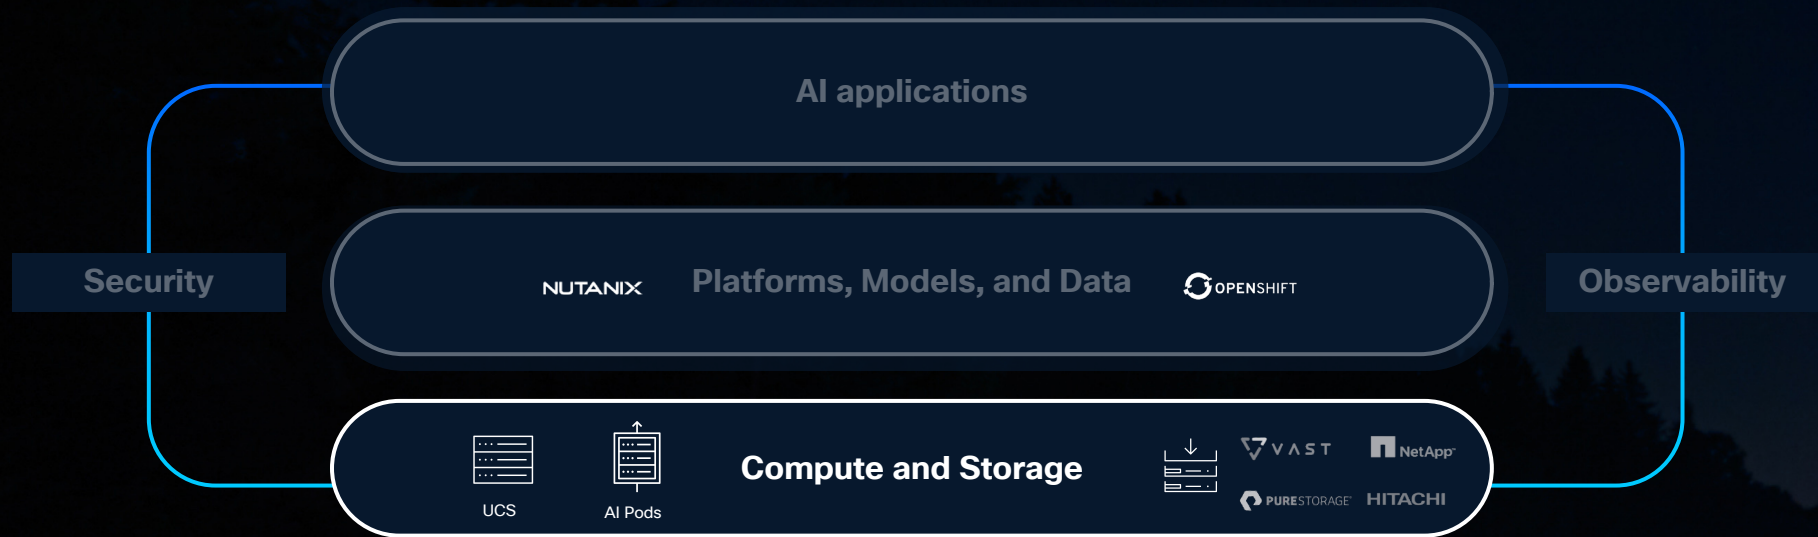 AI applications
Security
NUTANIX
Platforms, Models, and Data
OPENSHIFT
Observability
UCS
AI Pods
Compute and Storage
VAST
NetApp™
PURESTORAGE®
HITACHI